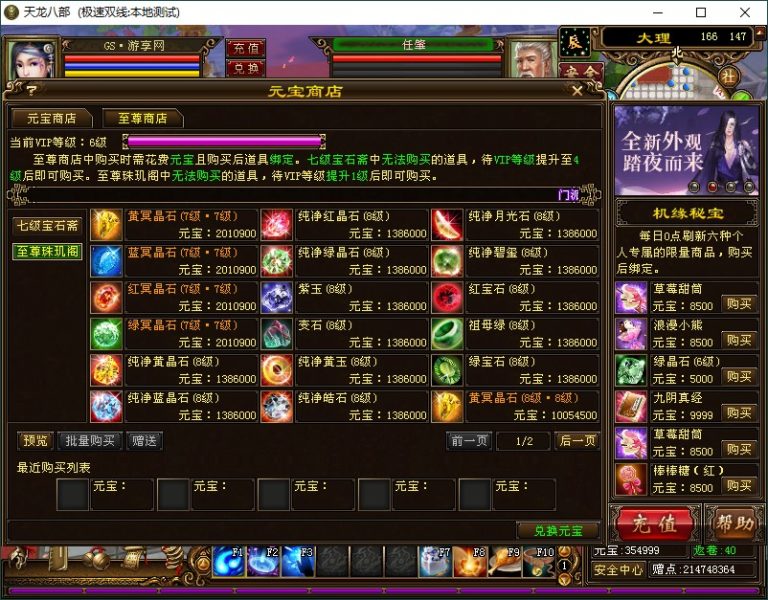 天龙八部 (极速双线:本地测试)
GS·游享网
充值
兑换
任肇
辰
安全
大理 166 147
北
社
?
元宝商店
元宝商店
至尊商店
当前VIP等级：6级
至尊商店中购买时需花费元宝且购买后道具绑定。七级宝石斋中无法购买的道具，待VIP等级提升至4
级后即可购买。至尊珠玑阁中无法购买的道具，待VIP等级提升1级后即可购买。
七级宝石斋
至尊珠玑阁
黄冥晶石(7级·7级)
元宝：2010900
纯净红晶石(8级)
元宝：1386000
纯净月光石(8级)
元宝：1386000
蓝冥晶石(7级·7级)
元宝：2010900
纯净绿晶石(8级)
元宝：1386000
纯净碧玺(8级)
元宝：1386000
红冥晶石(7级·7级)
元宝：2010900
紫玉(8级)
元宝：1386000
红宝石(8级)
元宝：1386000
绿冥晶石(7级·7级)
元宝：2010900
变石(8级)
元宝：1386000
祖母绿(8级)
元宝：1386000
纯净黄晶石(8级)
元宝：1386000
纯净黄玉(8级)
元宝：1386000
绿宝石(8级)
元宝：1386000
纯净蓝晶石(8级)
元宝：1386000
纯净皓石(8级)
元宝：1386000
黄冥晶石(8级·8级)
元宝：10054500
预览
批量购买
赠送
前一页
1/2
后一页
最近购买列表
元宝：
元宝：
元宝：
元宝：
元宝：
兑换元宝
全新外观
踏夜而来
机缘秘宝
每日0点刷新六种个
人专属的限量商品，购买
后绑定。
草莓甜筒
元宝：8500 购买
浪漫小熊
元宝：8500 购买
绿晶石(6级)
元宝：5000 购买
九阴真经
元宝：9999 购买
草莓甜筒
元宝：8500 购买
棒棒糖(红)
元宝：8500 购买
充值
帮助
F1
F2
F3
F7
F8
F9
F10
1
元宝:354999
返卷:40
安全中心
赠点:214748364